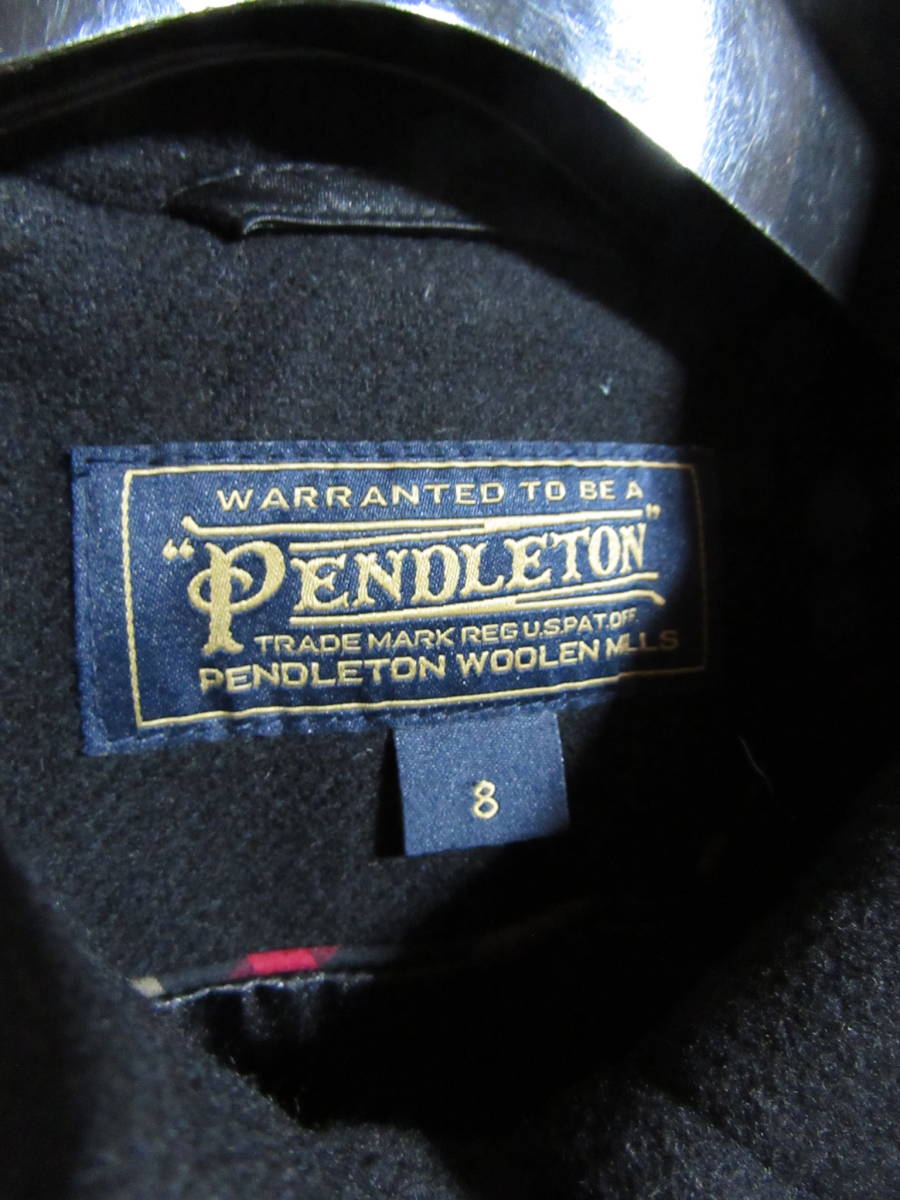 WARRANTED TO BE A
"PENDLETON"
TRADE MARK REG U.S.PAT.OFF.
PENDLETON WOOLEN MILLS
8